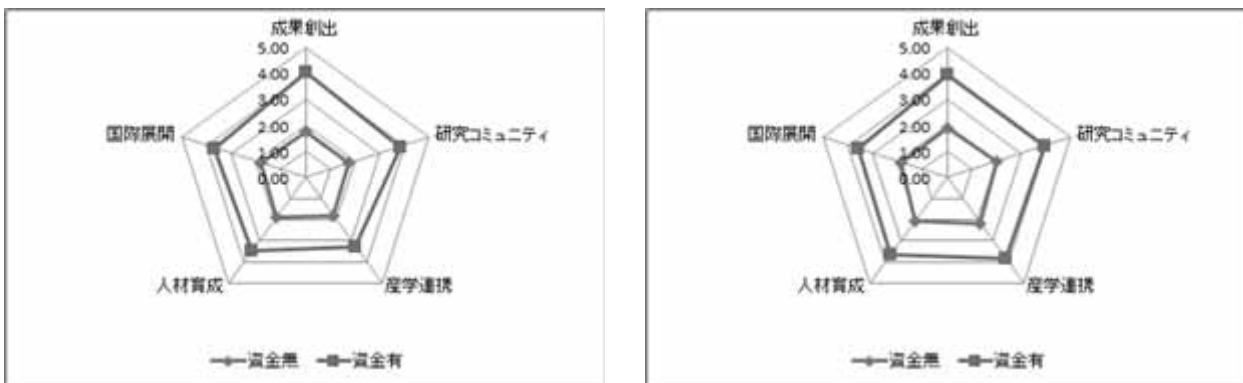 成果創出
5.00
4.00
3.00
2.00
1.00
0.00
研究コミュニティ
産学連携
人材育成
国際展開
資金無
資金有
成果創出
5.00
4.00
3.00
2.00
1.00
0.00
研究コミュニティ
産学連携
人材育成
国際展開
資金無
資金有